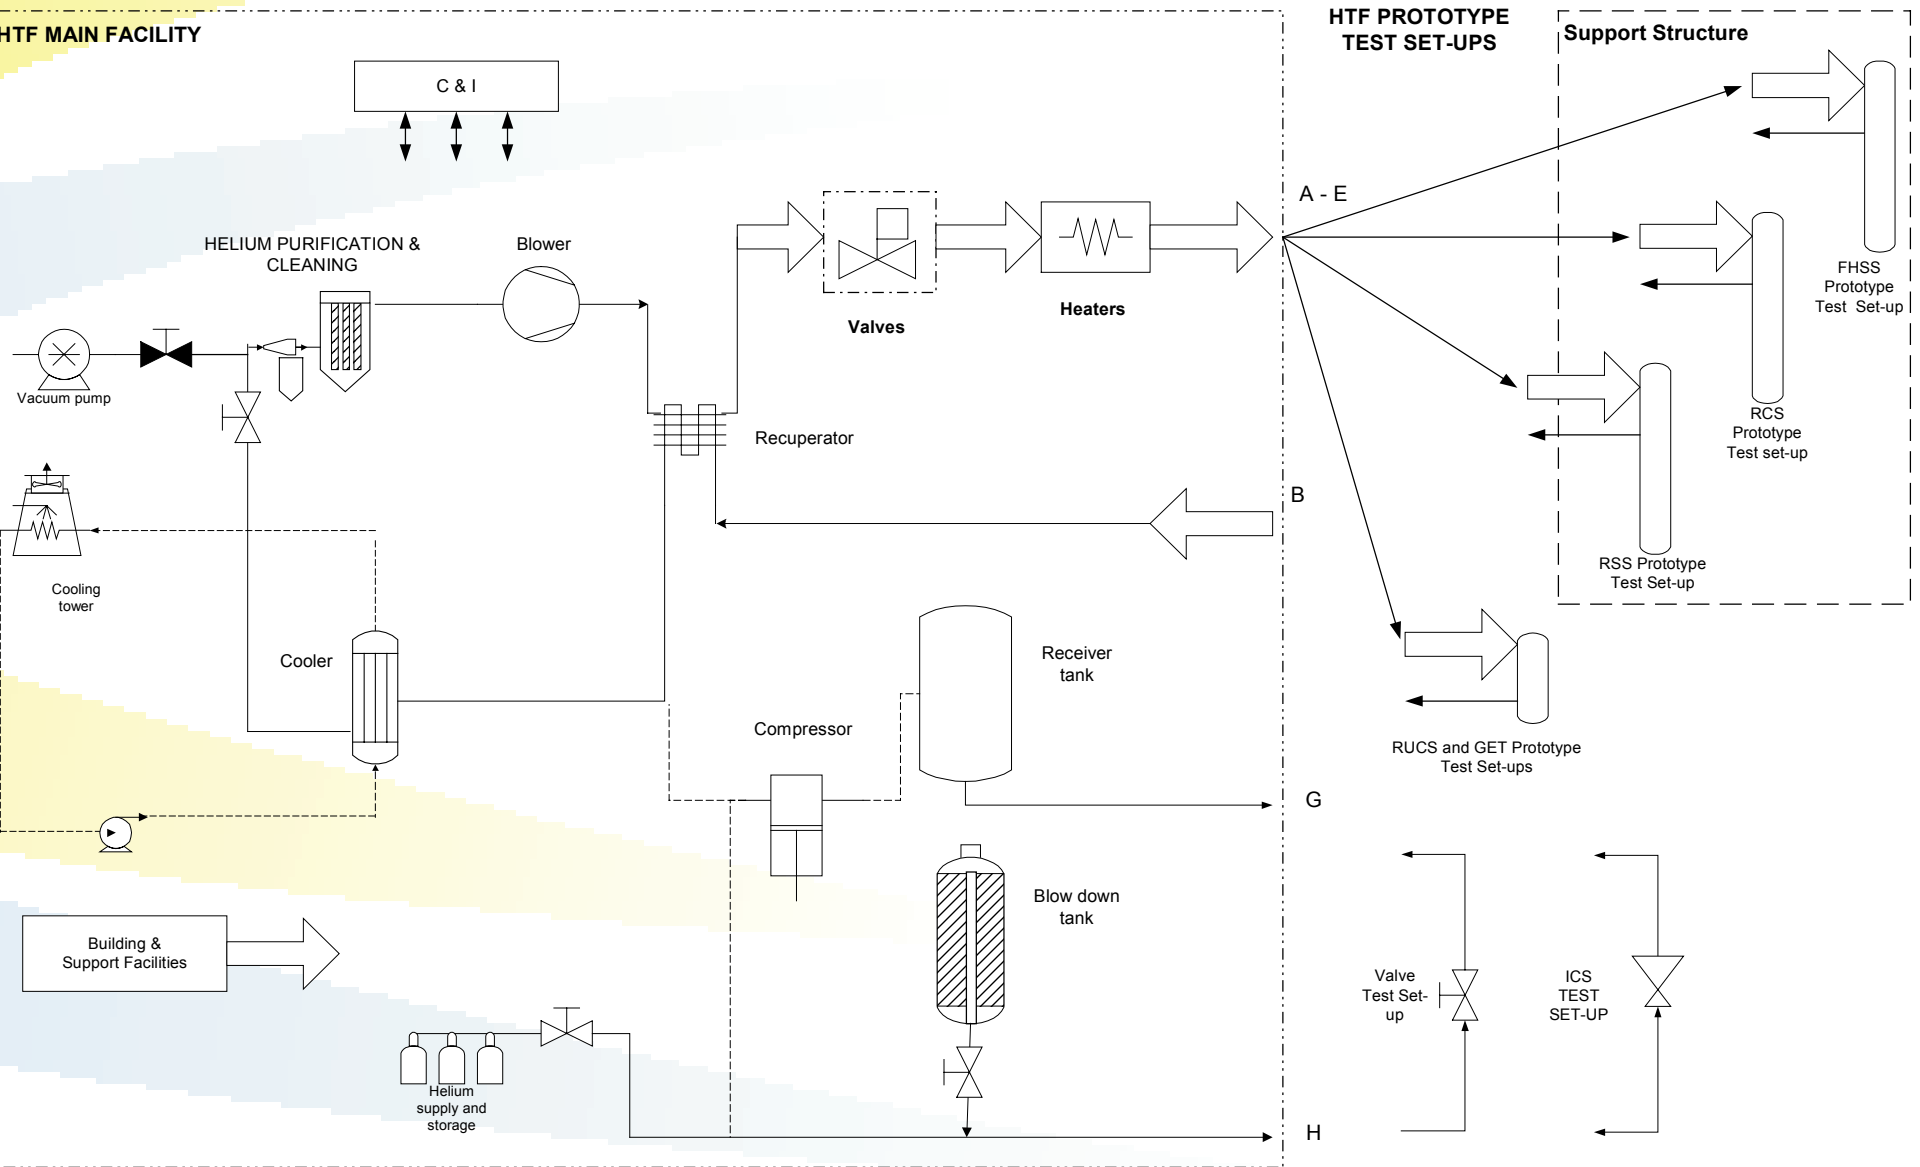 HTF MAIN FACILITY
HTF PROTOTYPE
TEST SET-UPS
Support Structure
C & I
A - E
HELIUM PURIFICATION &
CLEANING
Blower
Valves
Heaters
FHSS
Prototype
Test Set-up
Vacuum pump
Recuperator
RCS
Prototype
Test set-up
B
Cooling
tower
RSS Prototype
Test Set-up
Cooler
Receiver
tank
Compressor
RUCS and GET Prototype
Test Set-ups
G
Blow down
tank
Building &
Support Facilities
Valve
Test Set-
up
ICS
TEST
SET-UP
Helium
supply and
storage
H